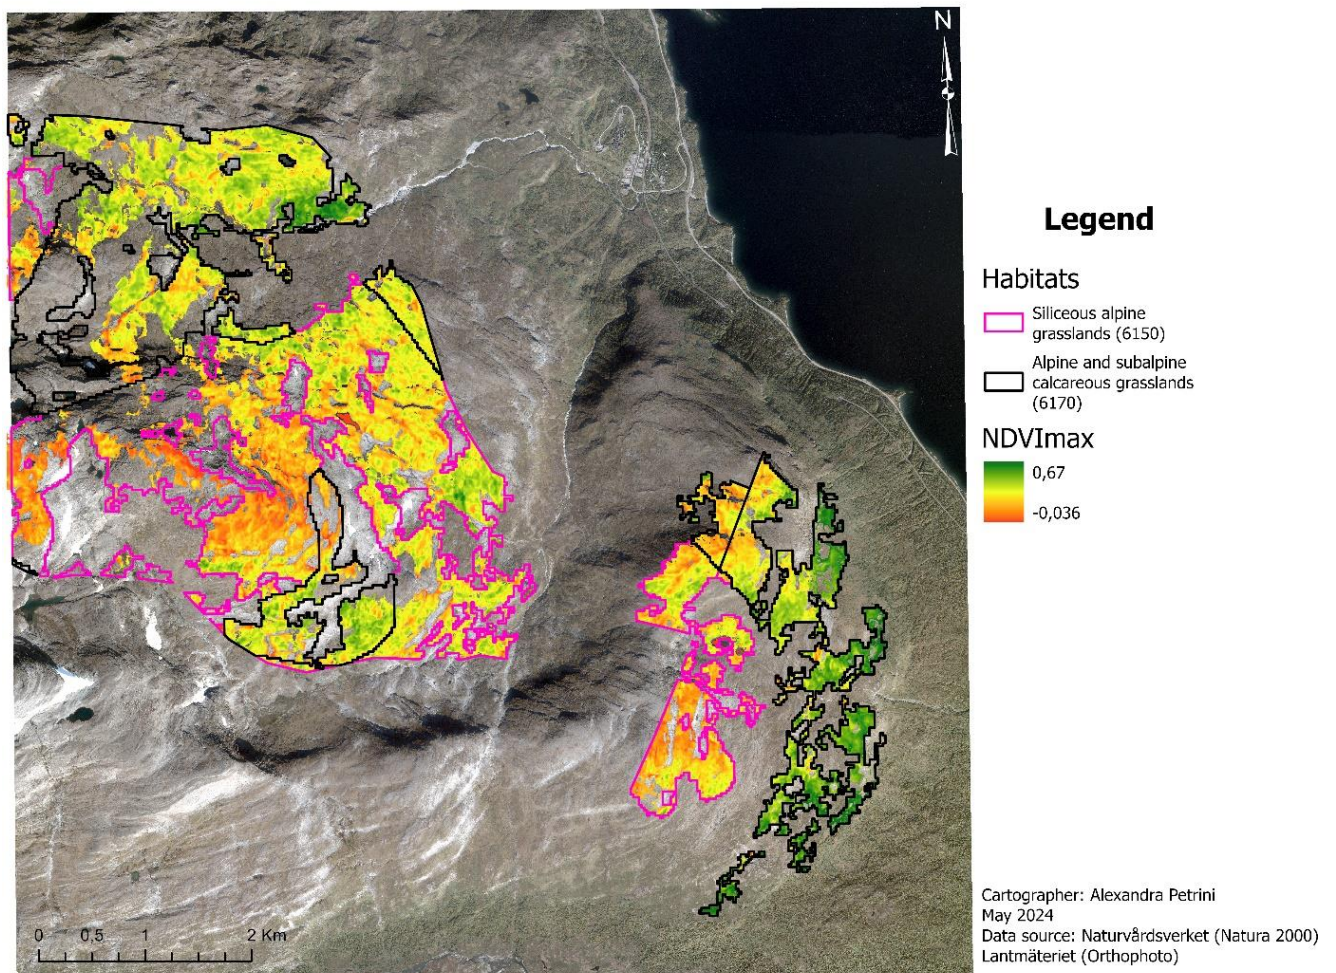 N
Legend
Habitats
Siliceous alpine
grasslands (6150)
Alpine and subalpine
calcareous grasslands
(6170)
NDVImax
0,67
-0,036
0 0.5 1 2 Km
Cartographer: Alexandra Petrini
May 2024
Data source: Naturvårdsverket (Natura 2000)
Lantmäteriet (Orthophoto)